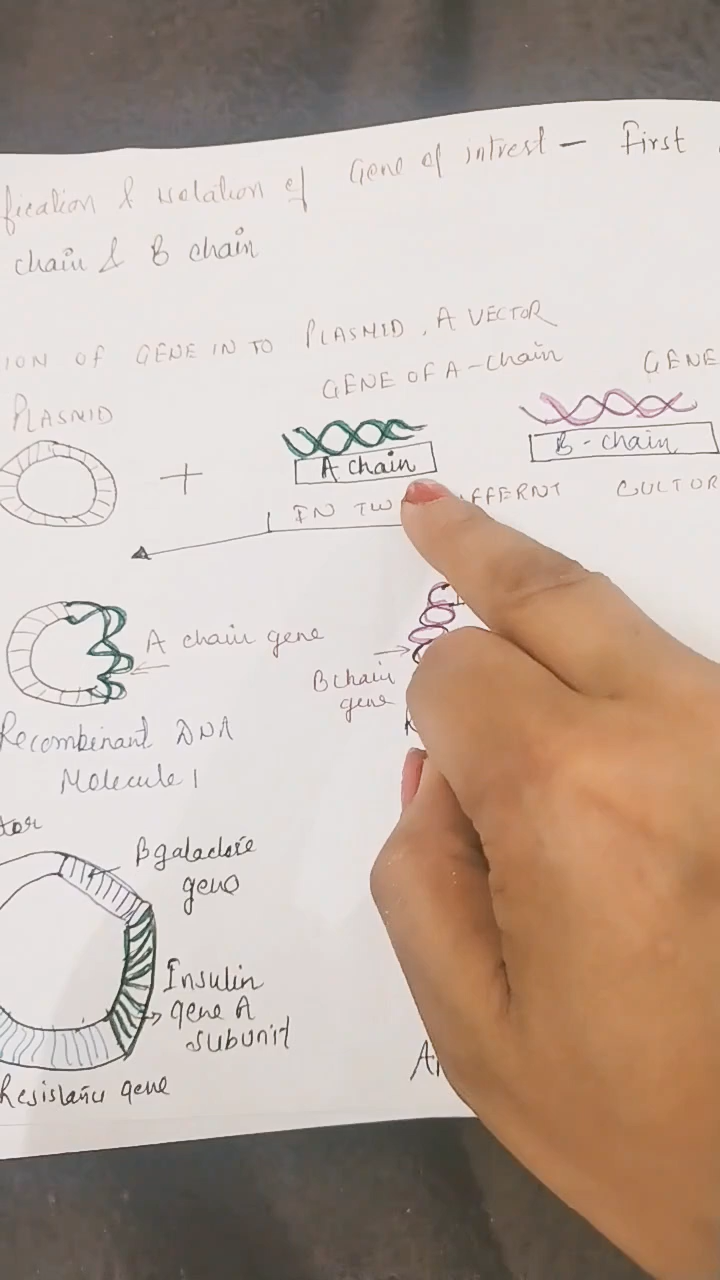 fication & isolation of Gene of intrest – First
chain & B chain
ION OF GENE IN TO PLASMID, A VECTOR
PLASMID
GENE OF A-chain
GENE
+
A chain
B-chain
IN TW FFERNT CULTOR
A chain gene
B chain
gene
Recombinant DNA
Molecule 1
tor
B galactose
gene
Insulin
gene A
subunit
Resistance gene